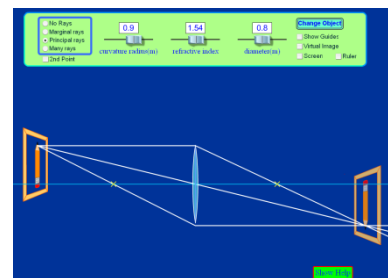 No Rays
Marginal rays
Principal rays
Many rays
2nd Point
0.9
curvature radius(m)
1.54
refractive index
0.8
diameter(m)
Change Object
Show Guides
Virtual Image
Screen
Ruler
Show Help